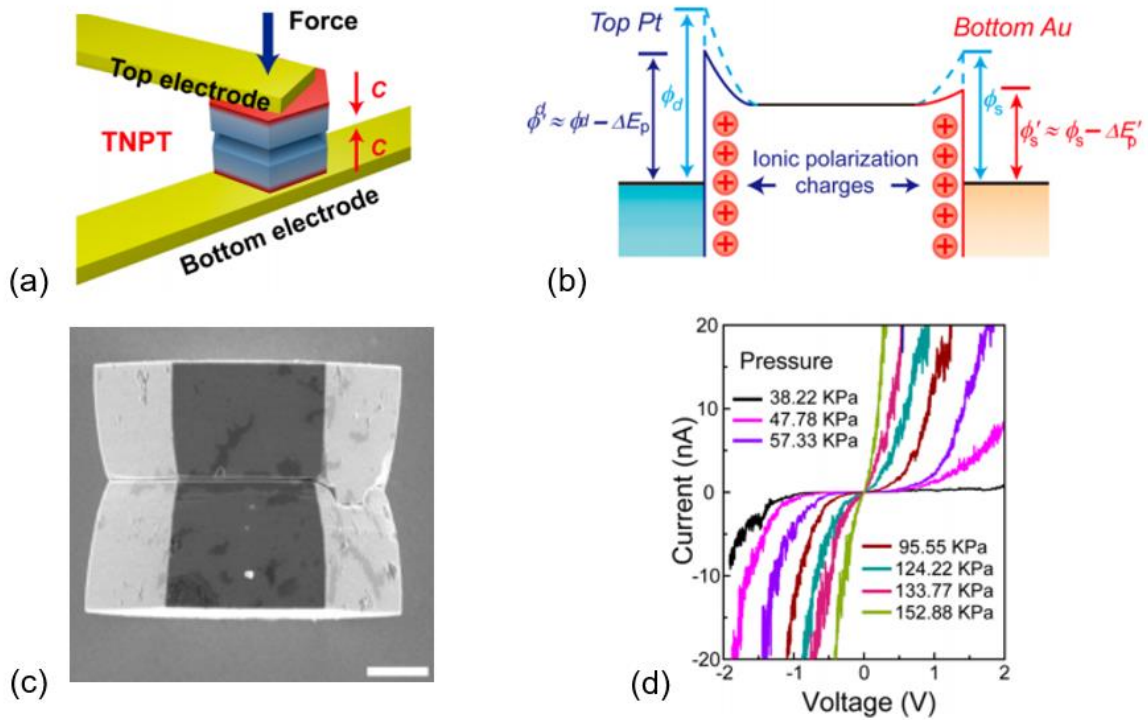 Force
Top electrode
C
TNPT
C
Bottom electrode
(a)
Top Pt
Bottom Au
ϕd
ϕ'd ≈ ϕd − ΔEp
ϕs
ϕs' ≈ ϕs − ΔE'p
Ionic polarization
charges
(b)
(c)
20
Pressure
38.22 KPa
10
47.78 KPa
57.33 KPa
0
Current (nA)
95.55 KPa
-10
124.22 KPa
133.77 KPa
152.88 KPa
-20
-2 -1 0 1 2
Voltage (V)
(d)